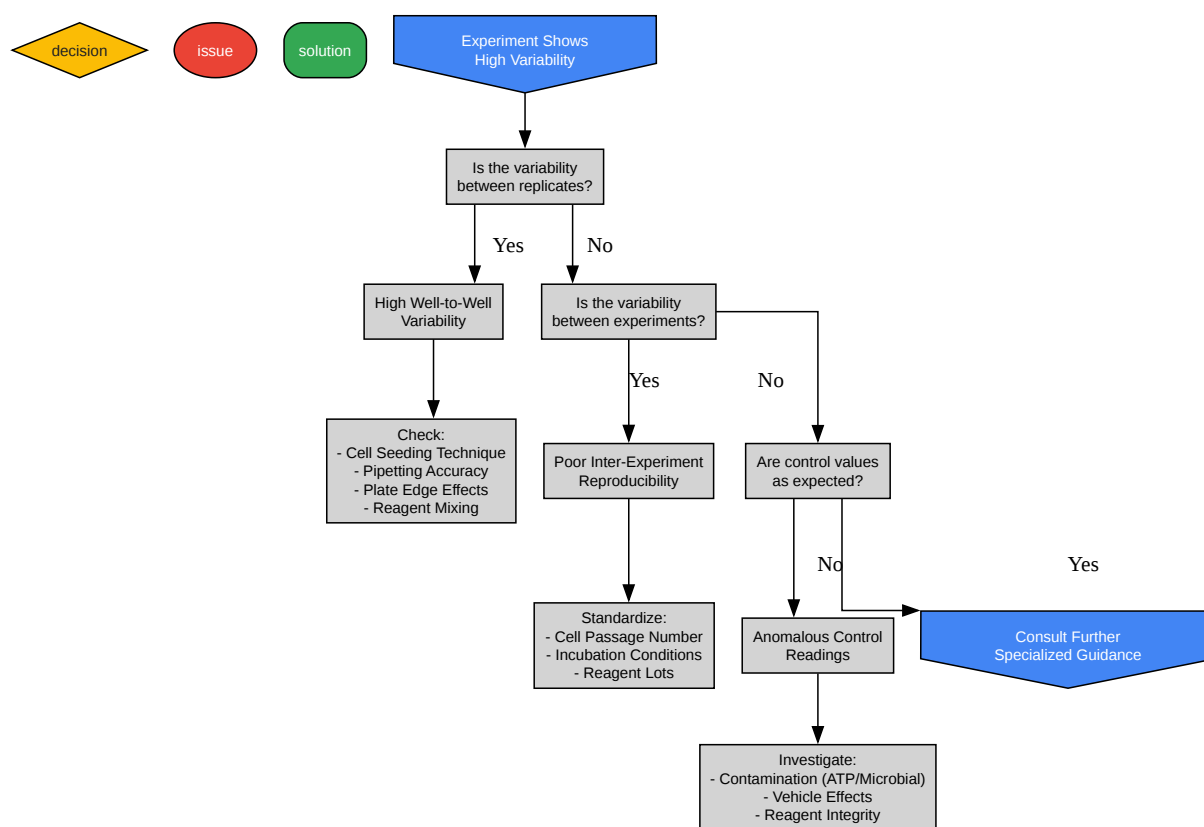 decision
issue
solution
Experiment Shows
High Variability
Is the variability
between replicates?
Yes
No
High Well-to-Well
Variability
Is the variability
between experiments?
Yes
No
Check:
- Cell Seeding Technique
- Pipetting Accuracy
- Plate Edge Effects
- Reagent Mixing
Poor Inter-Experiment
Reproducibility
Are control values
as expected?
No
Yes
Standardize:
- Cell Passage Number
- Incubation Conditions
- Reagent Lots
Anomalous Control
Readings
Consult Further
Specialized Guidance
Investigate:
- Contamination (ATP/Microbial)
- Vehicle Effects
- Reagent Integrity